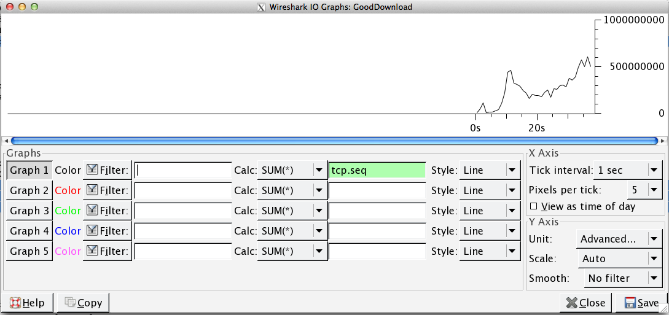 Wireshark IO Graphs: GoodDownload
1000000000
500000000
0
0s 20s
Graphs
Graph 1 Color Filter: Calc: SUM(*) tcp.seq Style: Line
Graph 2 Color Filter: Calc: SUM(*) Style: Line
Graph 3 Color Filter: Calc: SUM(*) Style: Line
Graph 4 Color Filter: Calc: SUM(*) Style: Line
Graph 5 Color Filter: Calc: SUM(*) Style: Line
X Axis
Tick interval: 1 sec
Pixels per tick: 5
View as time of day
Y Axis
Unit: Advanced...
Scale: Auto
Smooth: No filter
Help Copy Close Save